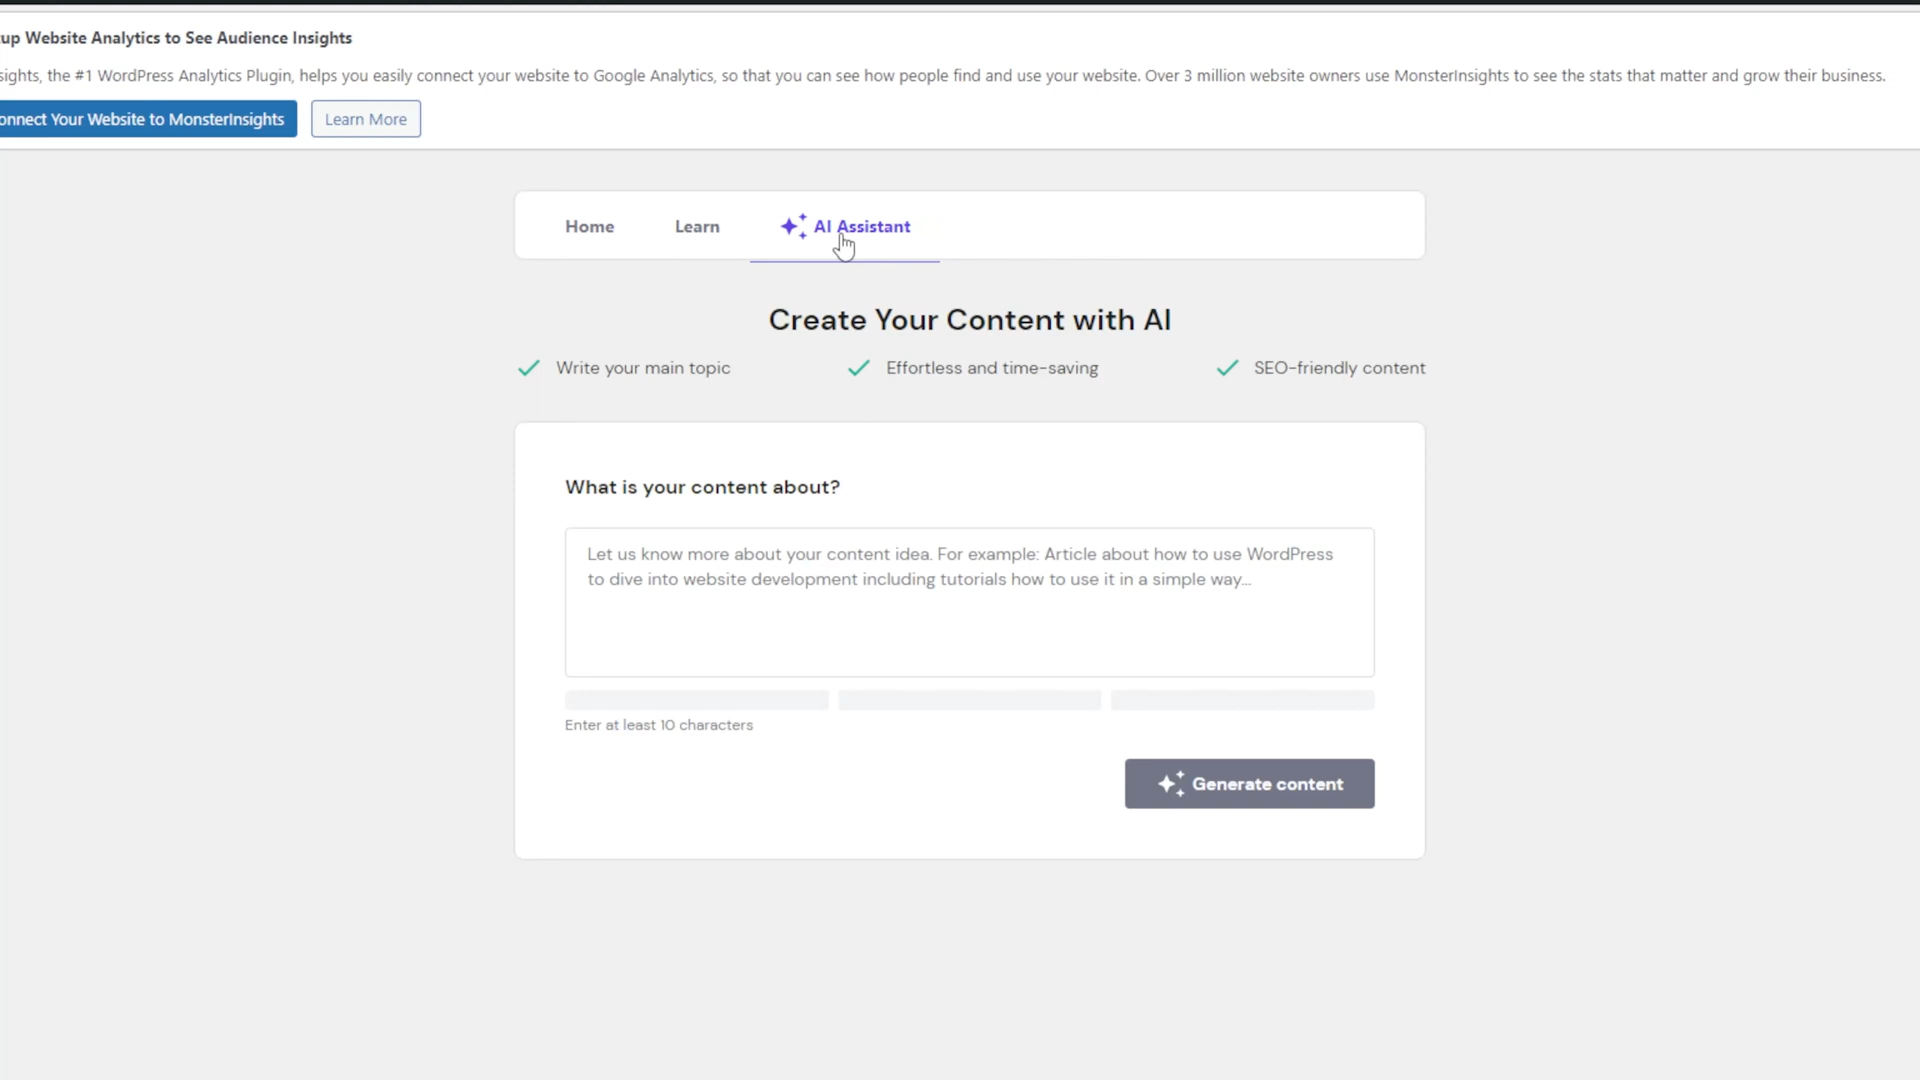 up Website Analytics to See Audience Insights
sights, the #1 WordPress Analytics Plugin, helps you easily connect your website to Google Analytics, so that you can see how people find and use your website. Over 3 million website owners use MonsterInsights to see the stats that matter and grow their business.
onnect Your Website to MonsterInsights Learn More
Home Learn AI Assistant
Create Your Content with AI
Write your main topic Effortless and time-saving SEO-friendly content
What is your content about?
Let us know more about your content idea. For example: Article about how to use WordPress
to dive into website development including tutorials how to use it in a simple way...
Enter at least 10 characters
Generate content